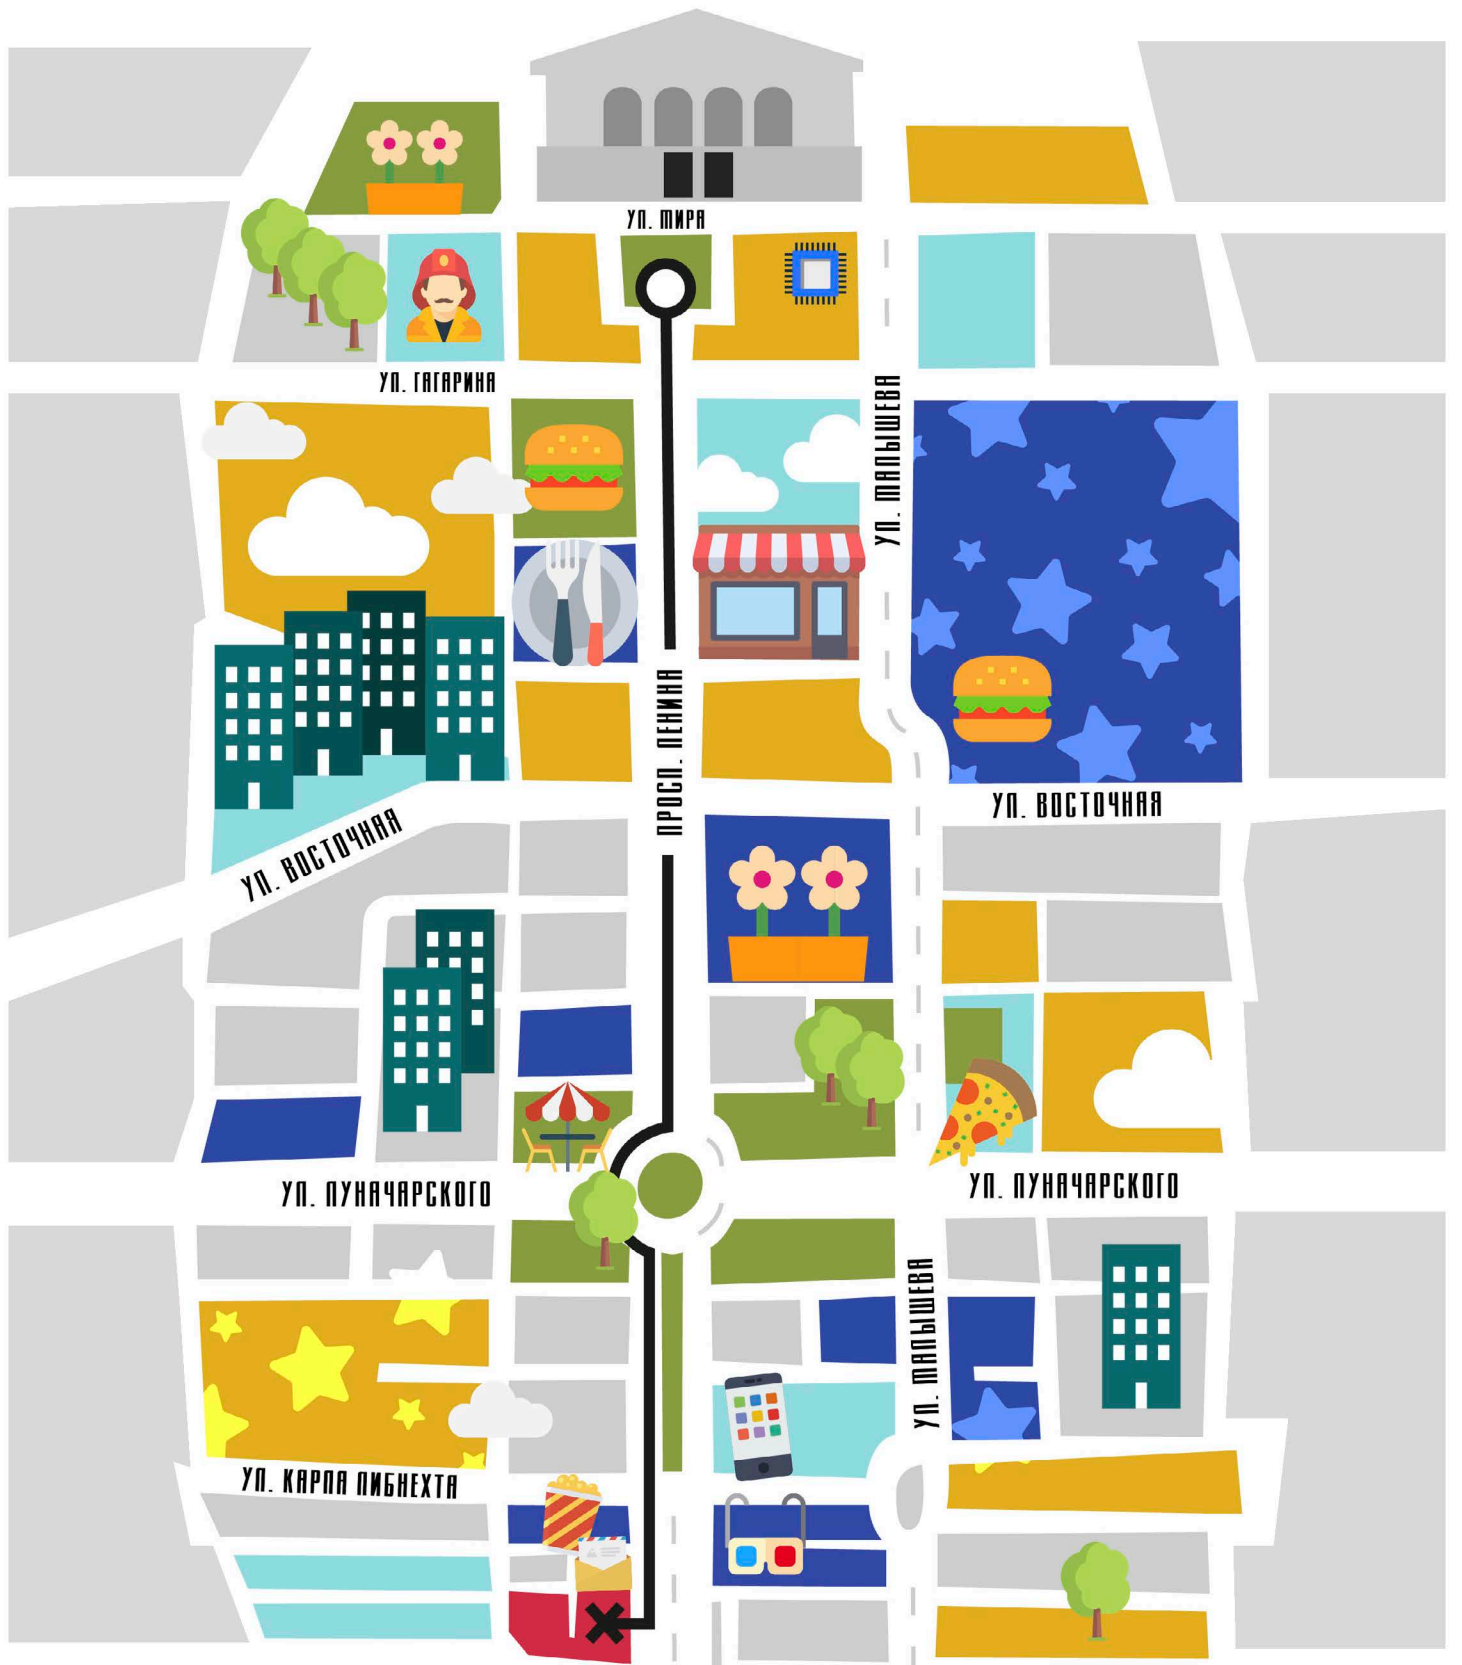 УЛ. МИРА
УЛ. ГАГАРИНА
УЛ. МАЛЫШЕВА
ПРОСП. ЛЕНИНА
УЛ. ВОСТОЧНАЯ
УЛ. ВОСТОЧНАЯ
УЛ. ЛУНАЧАРСКОГО
УЛ. ЛУНАЧАРСКОГО
УЛ. МАЛЫШЕВА
УЛ. КАРЛА ЛИБНЕХТА